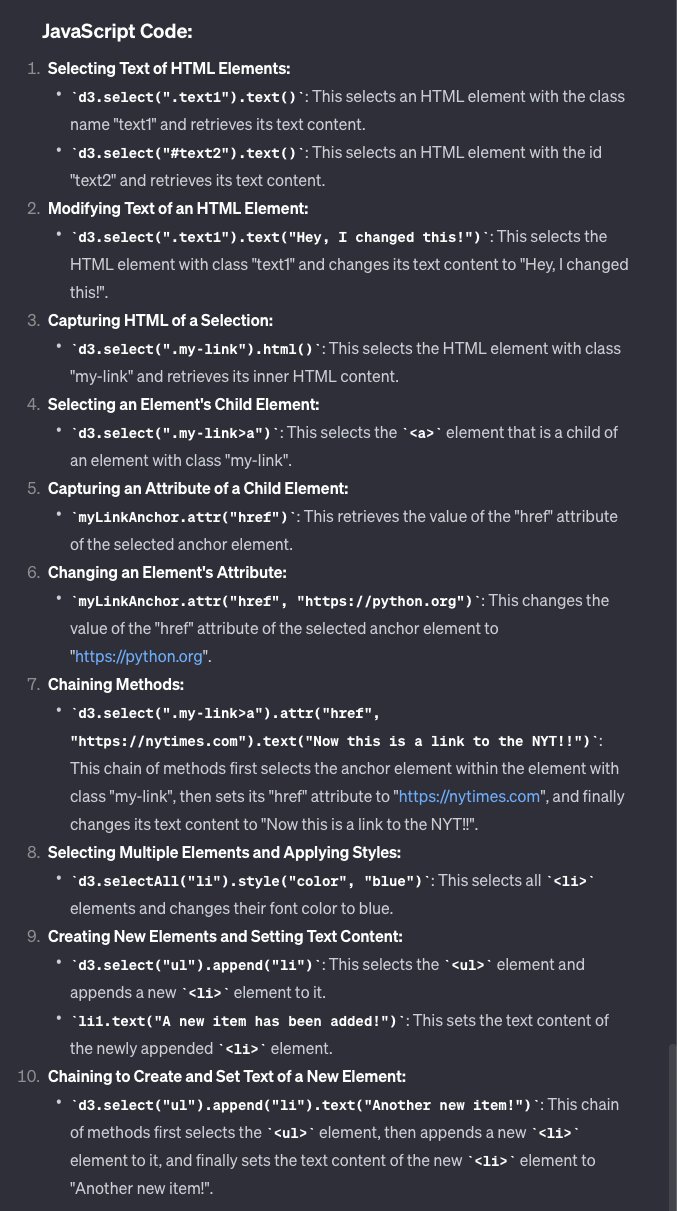 JavaScript Code:
1. Selecting Text of HTML Elements:
• `d3.select(".text1").text()`: This selects an HTML element with the class
name "text1" and retrieves its text content.
• `d3.select("#text2").text()`: This selects an HTML element with the id
"text2" and retrieves its text content.
2. Modifying Text of an HTML Element:
• `d3.select(".text1").text("Hey, I changed this!")`: This selects the
HTML element with class "text1" and changes its text content to "Hey, I changed
this!".
3. Capturing HTML of a Selection:
• `d3.select(".my-link").html()`: This selects the HTML element with class
"my-link" and retrieves its inner HTML content.
4. Selecting an Element's Child Element:
• `d3.select(".my-link>a")`: This selects the `<a>` element that is a child of
an element with class "my-link".
5. Capturing an Attribute of a Child Element:
• `myLinkAnchor.attr("href")`: This retrieves the value of the "href" attribute
of the selected anchor element.
6. Changing an Element's Attribute:
• `myLinkAnchor.attr("href", "https://python.org")`: This changes the
value of the "href" attribute of the selected anchor element to
"https://python.org".
7. Chaining Methods:
• `d3.select(".my-link>a").attr("href",
"https://nytimes.com").text("Now this is a link to the NYT!!")`:
This chain of methods first selects the anchor element within the element with
class "my-link", then sets its "href" attribute to "https://nytimes.com", and finally
changes its text content to "Now this is a link to the NYT!!".
8. Selecting Multiple Elements and Applying Styles:
• `d3.selectAll("li").style("color", "blue")`: This selects all `<li>`
elements and changes their font color to blue.
9. Creating New Elements and Setting Text Content:
• `d3.select("ul").append("li")`: This selects the `<ul>` element and
appends a new `<li>` element to it.
• `li1.text("A new item has been added!")`: This sets the text content of
the newly appended `<li>` element.
10. Chaining to Create and Set Text of a New Element:
• `d3.select("ul").append("li").text("Another new item!")`: This chain
of methods first selects the `<ul>` element, then appends a new `<li>`
element to it, and finally sets the text content of the new `<li>` element to
"Another new item!".